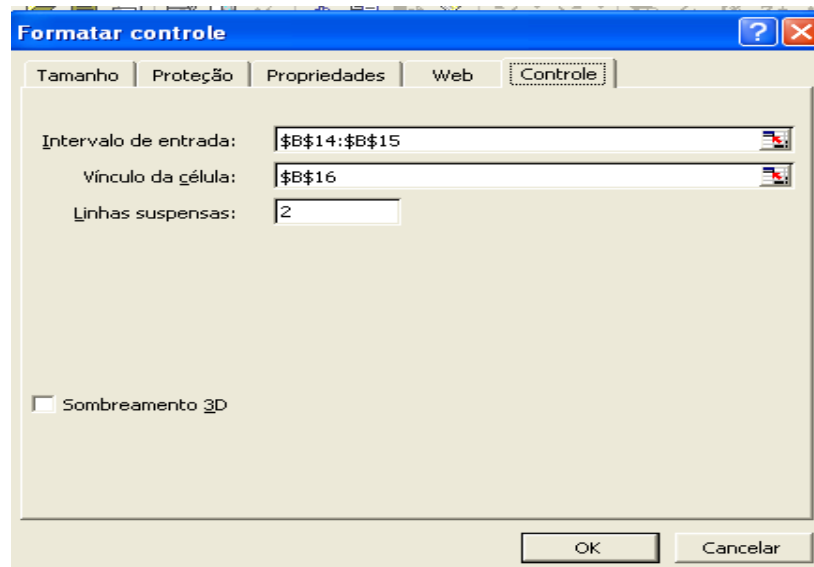 Formatar controle
Tamanho Proteção Propriedades Web Controle
Intervalo de entrada: $B$14:$B$15
Vínculo da célula: $B$16
Linhas suspensas: 2
Sombreamento 3D
OK Cancelar